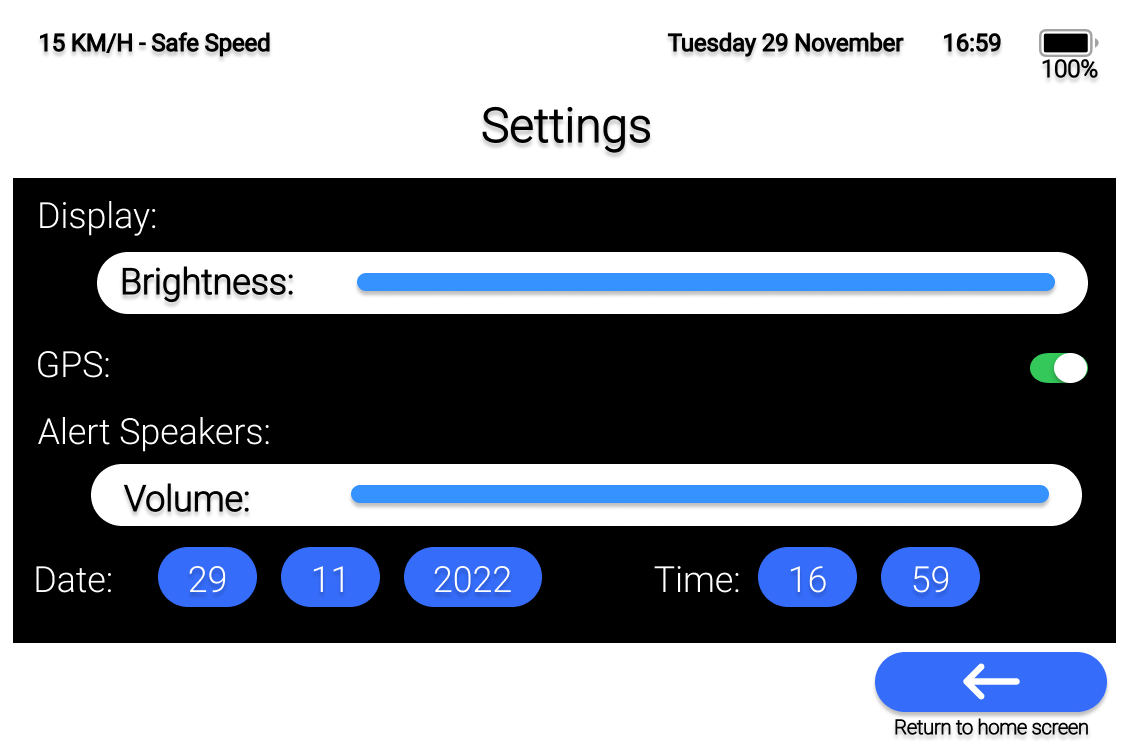 15 KM/H - Safe Speed
Tuesday 29 November
16:59
100%
Settings
Display:
Brightness:
GPS:
Alert Speakers:
Volume:
Date: 29 11 2022
Time: 16 59
Return to home screen